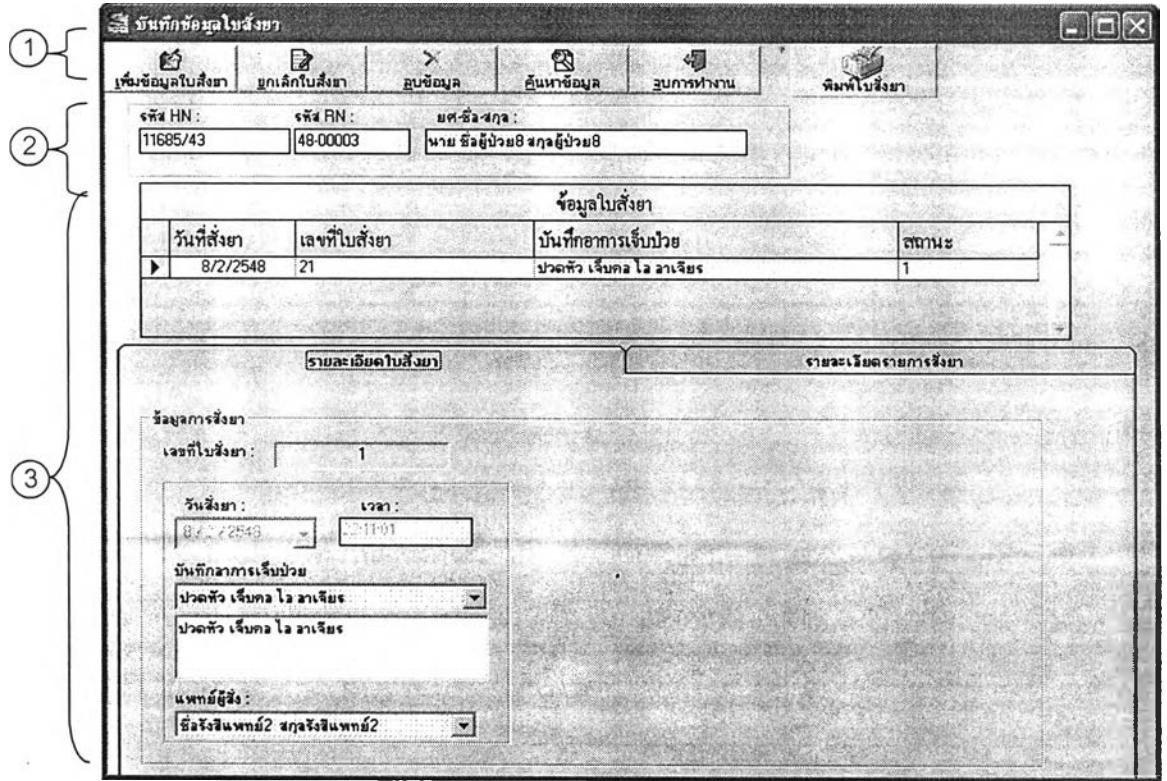 บันทึกข้อมูลใบสั่งยา
1
เพิ่มข้อมูลใบสั่งยา ยกเลิกใบสั่งยา ลบข้อมูล ค้นหาข้อมูล จบการทำงาน พิมพ์ใบสั่งยา
2
รหัส HN : รหัส RN : ยศ-ชื่อ-สกุล :
11685/43 48-00003 นาย ชื่อผู้ป่วย8 สกุลผู้ป่วย8
ข้อมูลใบสั่งยา
วันที่สั่งยา เลขที่ใบสั่งยา บันทึกอาการเจ็บป่วย สถานะ
8/2/2548 21 ปวดหัว เจ็บคอ ไอ อาเจียร 1
รายละเอียดใบสั่งยา รายละเอียดรายการสั่งยา
ข้อมูลการสั่งยา
เลขที่ใบสั่งยา : 1
3
วันสั่งยา : เวลา :
บันทึกอาการเจ็บป่วย
ปวดหัว เจ็บคอ ไอ อาเจียร
ปวดหัว เจ็บคอ ไอ อาเจียร
แพทย์ผู้สั่ง :
ชื่อรังสีแพทย์2 สกุลรังสีแพทย์2